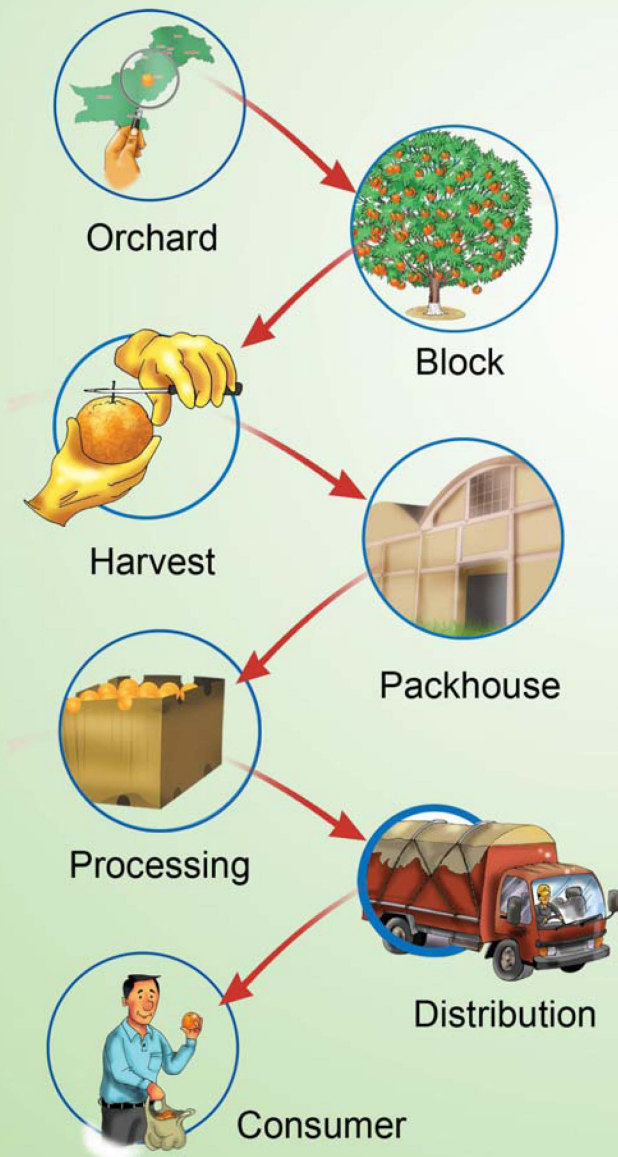 Orchard
Block
Harvest
Packhouse
Processing
Distribution
Consumer